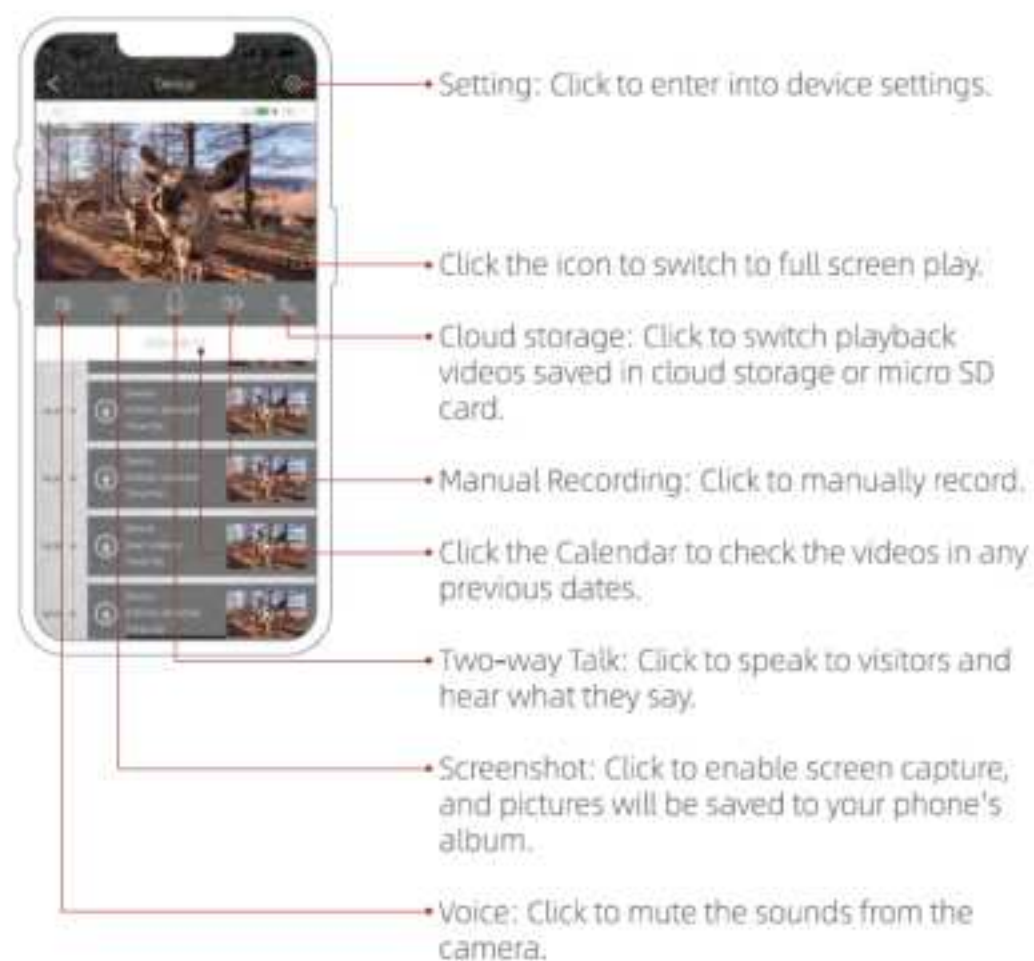 Setting: Click to enter into device settings.
Click the icon to switch to full screen play.
Cloud storage: Click to switch playback
videos saved in cloud storage or micro SD
card.
Manual Recording: Click to manually record.
Click the Calendar to check the videos in any
previous dates.
Two-way Talk: Click to speak to visitors and
hear what they say.
Screenshot: Click to enable screen capture,
and pictures will be saved to your phone's
album.
Voice: Click to mute the sounds from the
camera.